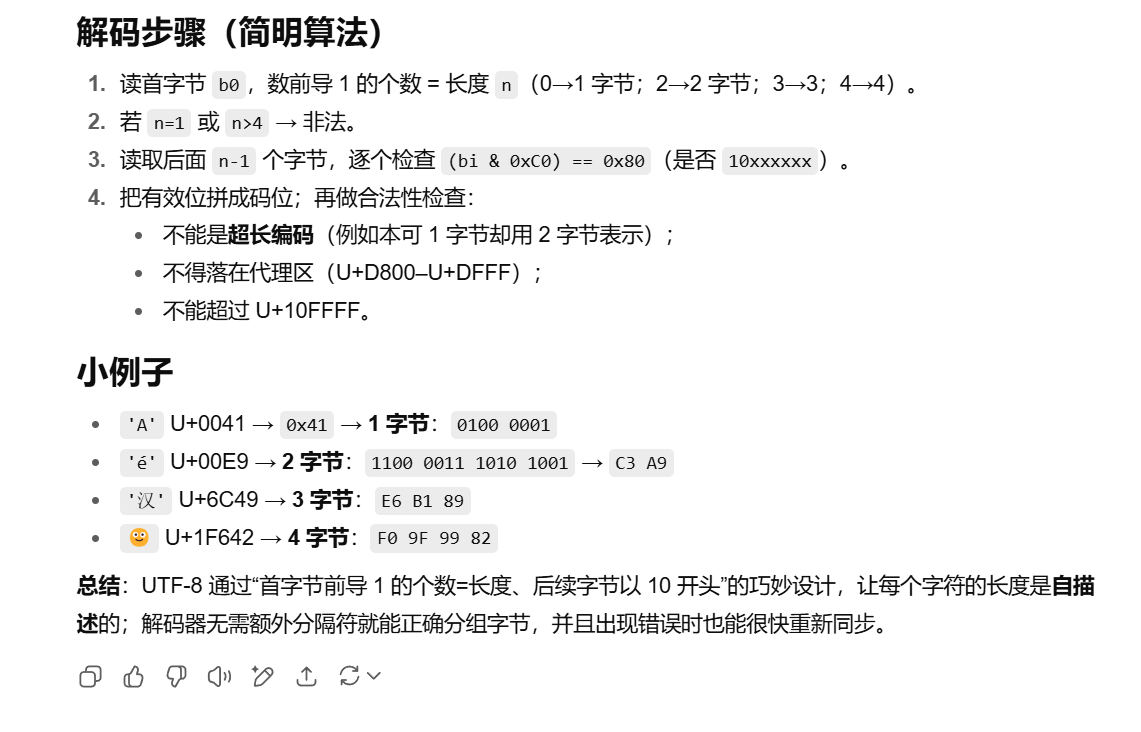 解码步骤（简明算法）
1. 读首字节 b0，数前导 1 的个数 = 长度 n（0→1 字节；2→2 字节；3→3；4→4）。
2. 若 n=1 或 n>4 → 非法。
3. 读取后面 n-1 个字节，逐个检查 (bi & 0xC0) == 0x80（是否 10xxxxxx）。
4. 把有效位拼成码位；再做合法性检查：
• 不能是超长编码（例如本可 1 字节却用 2 字节表示）；
• 不得落在代理区（U+D800–U+DFFF）；
• 不能超过 U+10FFFF。
小例子
• 'A' U+0041 → 0x41 → 1 字节： 0100 0001
• 'é' U+00E9 → 2 字节： 1100 0011 1010 1001 → C3 A9
• '汉' U+6C49 → 3 字节： E6 B1 89
• 🙂 U+1F642 → 4 字节： F0 9F 99 82
总结：UTF-8 通过“首字节前导 1 的个数=长度、后续字节以 10 开头”的巧妙设计，让每个字符的长度是自描
述的；解码器无需额外分隔符就能正确分组字节，并且出现错误时也能很快重新同步。